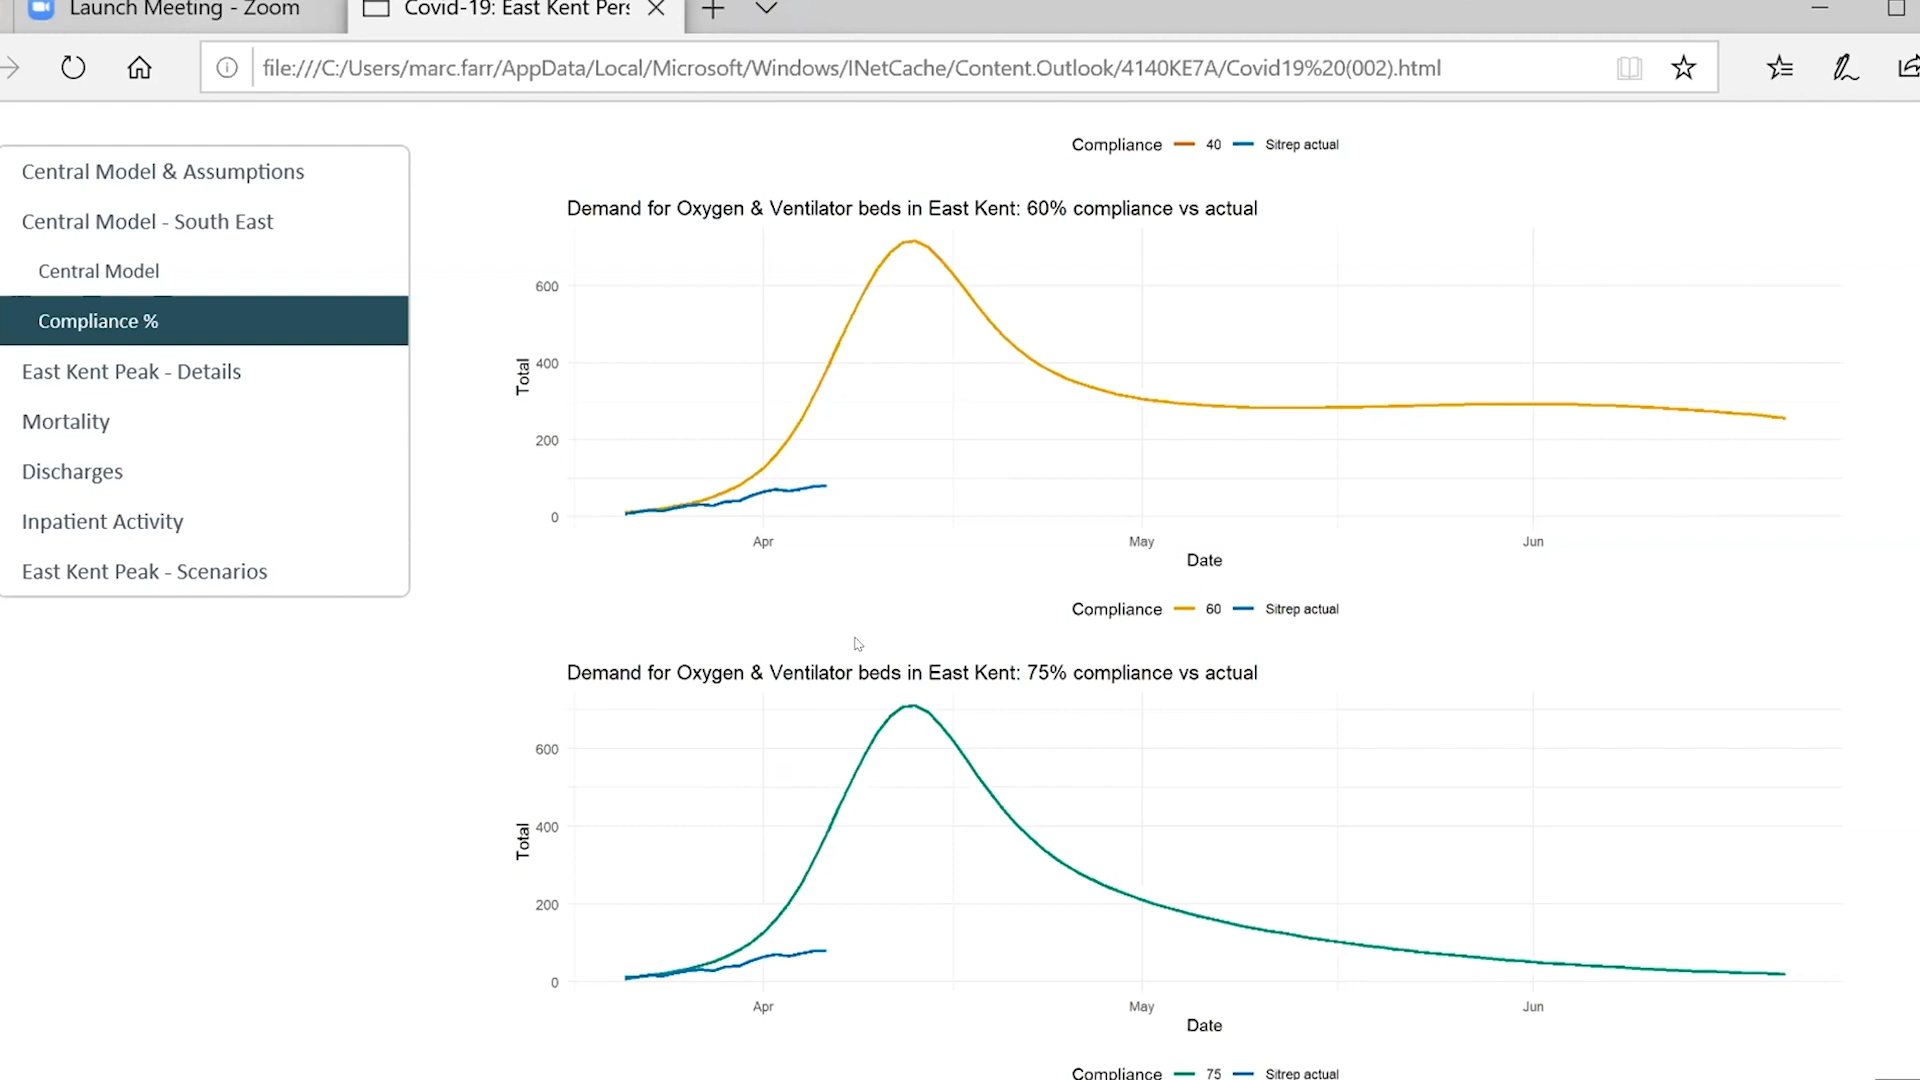 Launch Meeting - Zoom
Covid-19: East Kent Pers
file:///C:/Users/marc.farr/AppData/Local/Microsoft/Windows/INetCache/Content.Outlook/4140KE7A/Covid19%20(002).html
Central Model & Assumptions
Central Model - South East
Central Model
Compliance %
East Kent Peak - Details
Mortality
Discharges
Inpatient Activity
East Kent Peak - Scenarios
Compliance 40 Sitrep actual
Demand for Oxygen & Ventilator beds in East Kent: 60% compliance vs actual
600
400
200
0
Total
Apr May Jun
Date
Compliance 60 Sitrep actual
Demand for Oxygen & Ventilator beds in East Kent: 75% compliance vs actual
600
400
200
0
Total
Apr May Jun
Date
Compliance 75 Sitrep actual